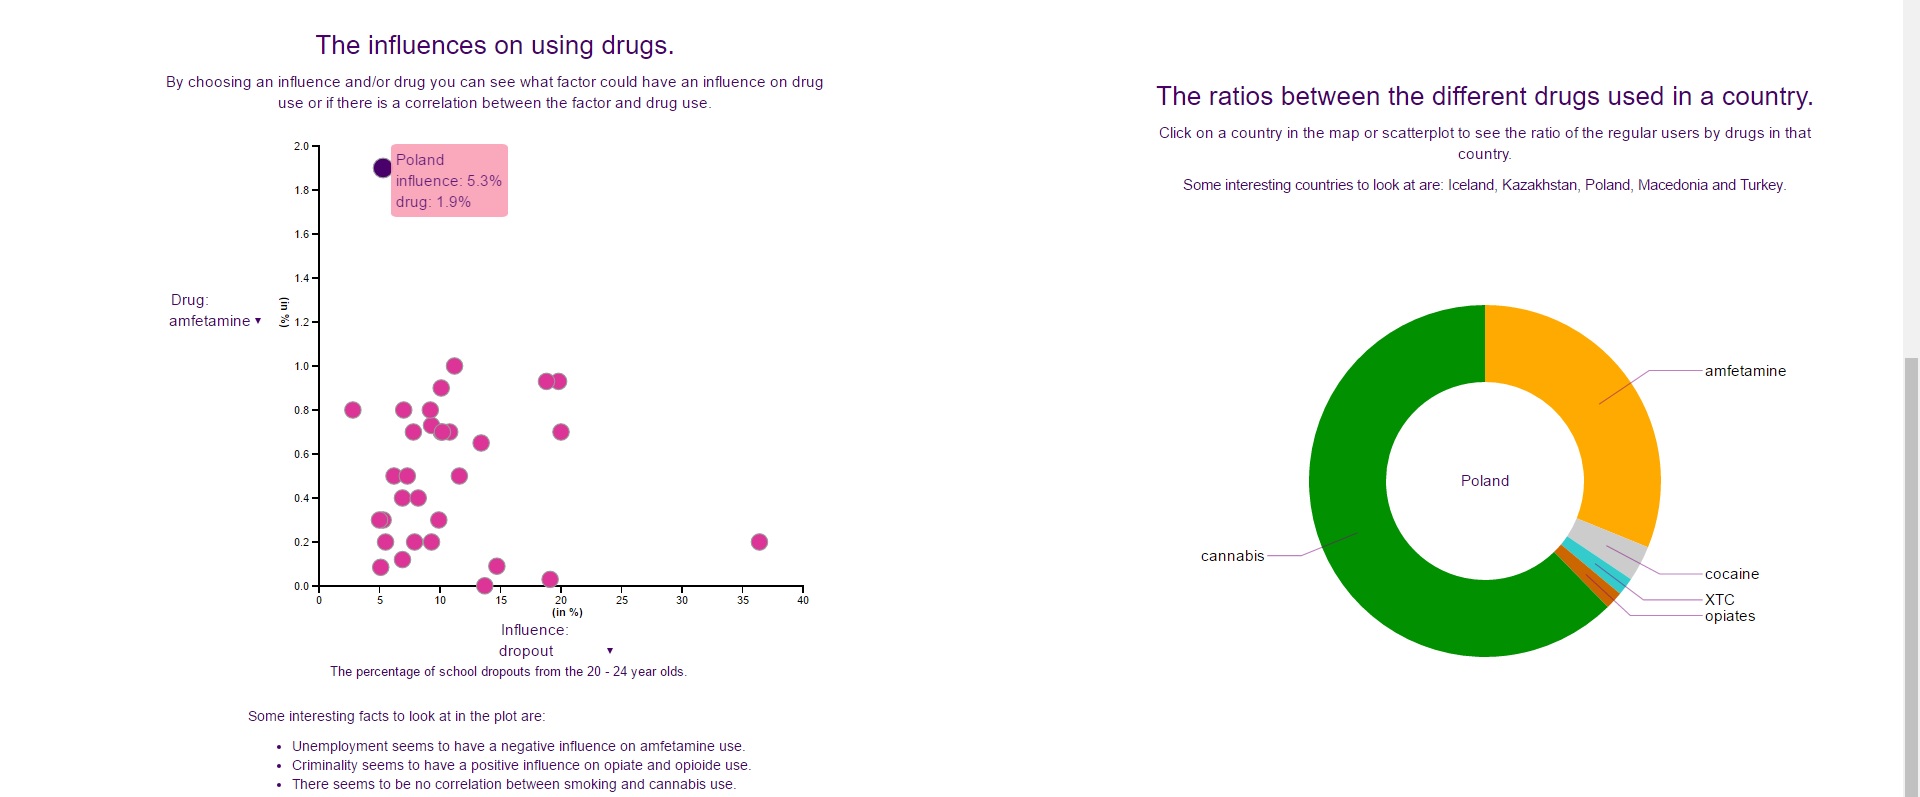 The influences on using drugs.
By choosing an influence and/or drug you can see what factor could have an influence on drug
use or if there is a correlation between the factor and drug use.
2.0
1.8
1.6
1.4
1.2
1.0
0.8
0.6
0.4
0.2
0.0
(in %)
Poland
influence: 5.3%
drug: 1.9%
Drug:
amfetamine ▾
0 5 10 15 20 25 30 35 40
(in %)
Influence:
dropout ▾
The percentage of school dropouts from the 20 - 24 year olds.
Some interesting facts to look at in the plot are:
• Unemployment seems to have a negative influence on amfetamine use.
• Criminality seems to have a positive influence on opiate and opioide use.
• There seems to be no correlation between smoking and cannabis use.
The ratios between the different drugs used in a country.
Click on a country in the map or scatterplot to see the ratio of the regular users by drugs in that
country.
Some interesting countries to look at are: Iceland, Kazakhstan, Poland, Macedonia and Turkey.
amfetamine
Poland
cannabis
cocaine
XTC
opiates